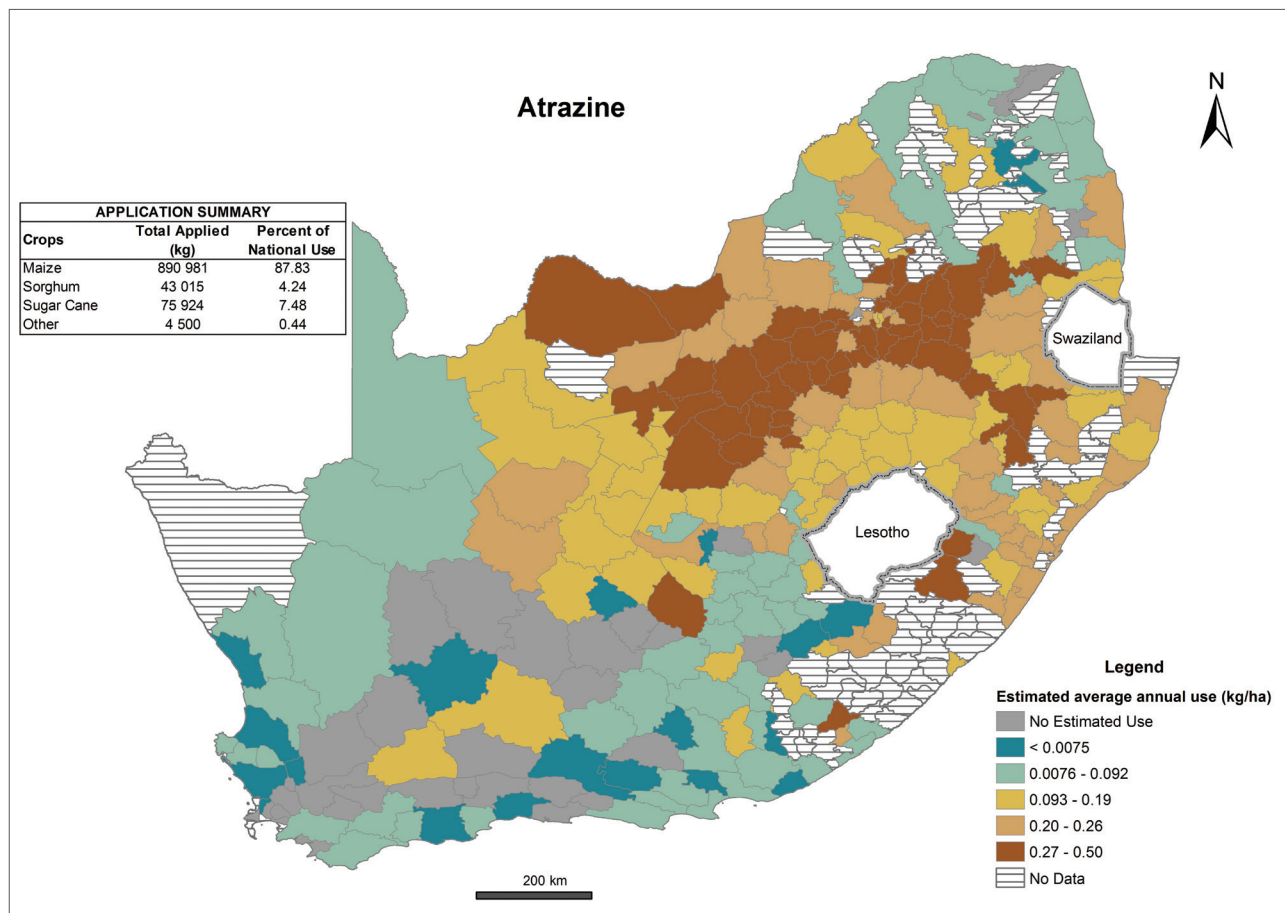 Atrazine
N
APPLICATION SUMMARY
Crops Total Applied (kg) Percent of National Use
Maize 890 981 87.83
Sorghum 43 015 4.24
Sugar Cane 75 924 7.48
Other 4 500 0.44
Swaziland
Lesotho
Legend
Estimated average annual use (kg/ha)
No Estimated Use
< 0.0075
0.0076 - 0.092
0.093 - 0.19
0.20 - 0.26
0.27 - 0.50
No Data
200 km